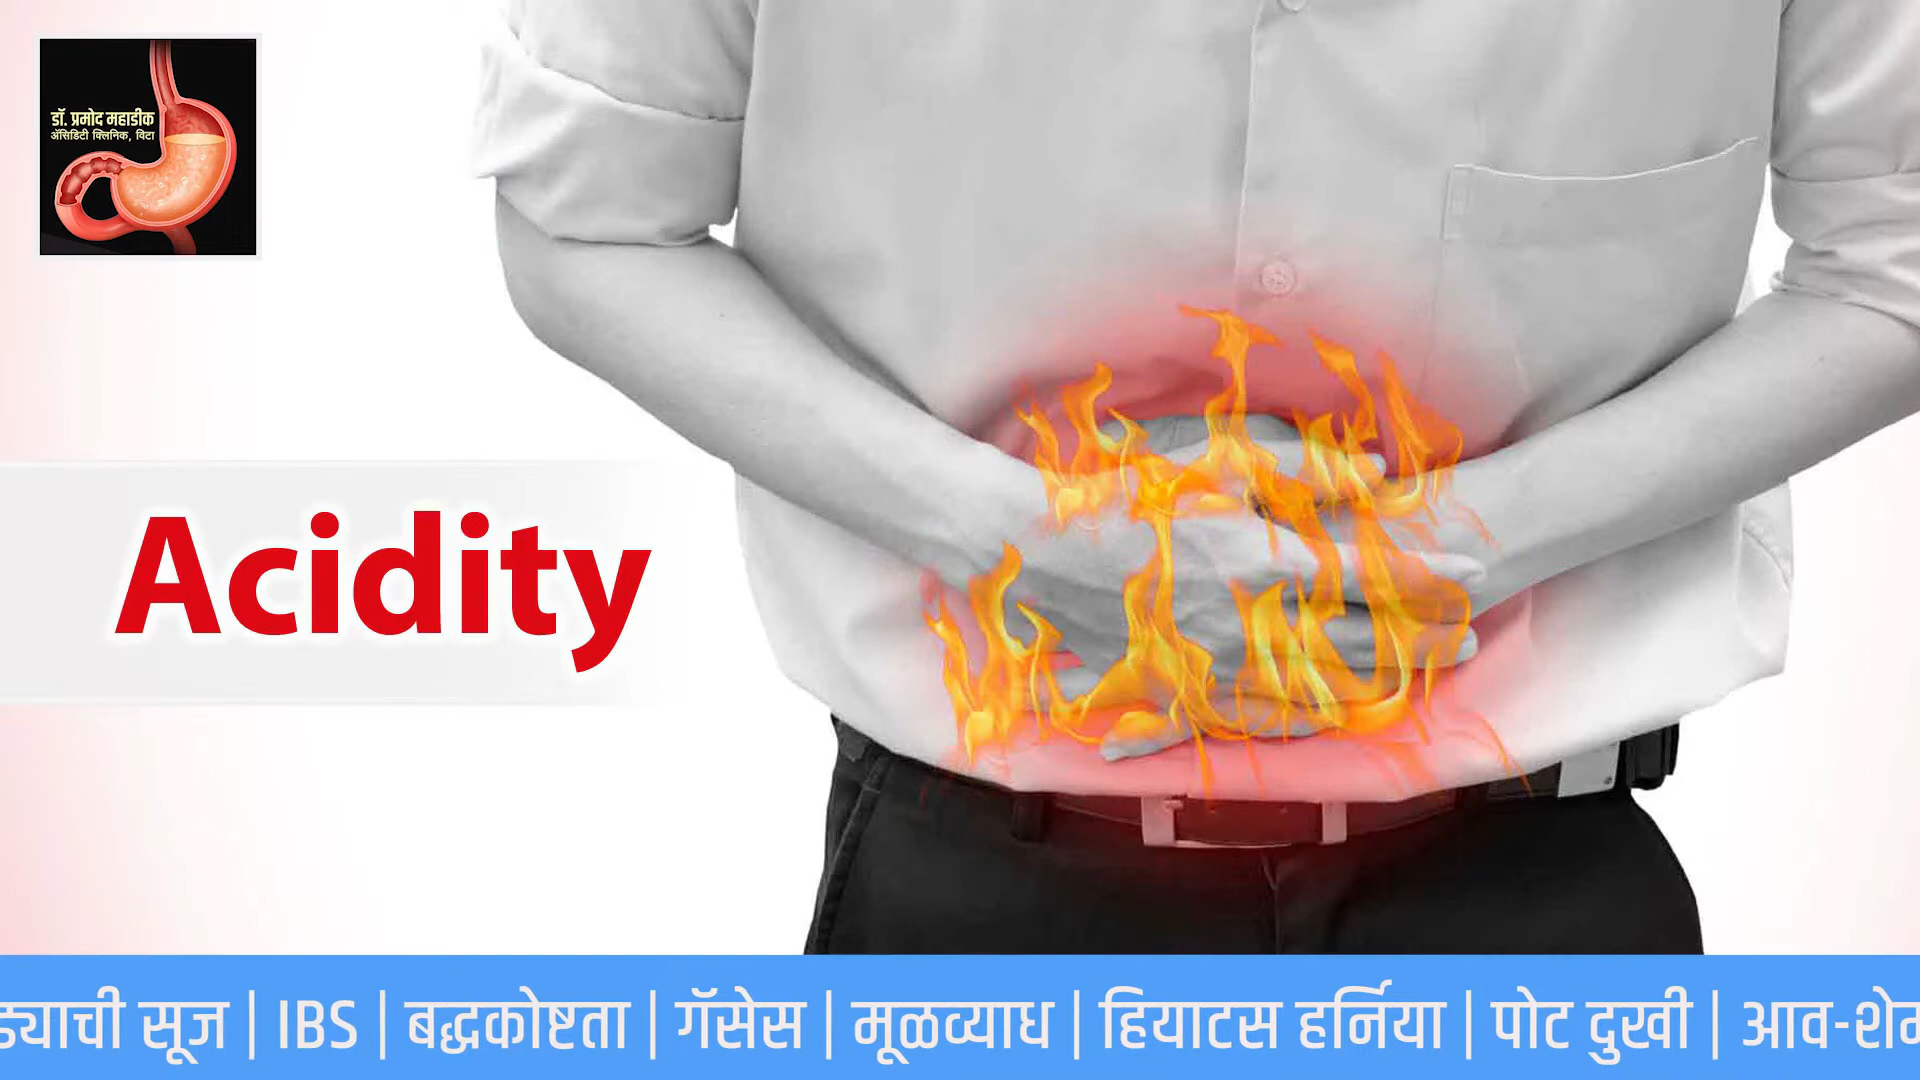 डॉ. प्रमोद महाडीक
ॲसिडिटी क्लिनिक, विटा
Acidity
सूज | IBS | बद्धकोष्टता | गॅसेस | मूळव्याध | हियाटस हर्निया | पोट दुखी |